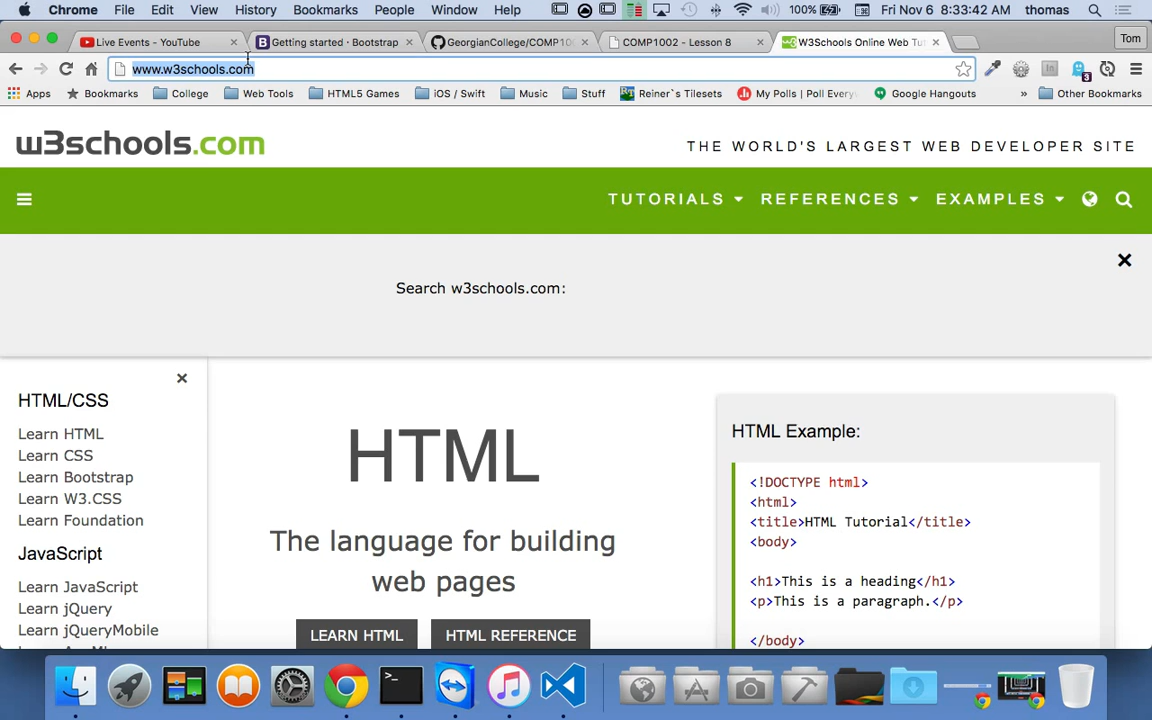 Chrome File Edit View History Bookmarks People Window Help 100% Fri Nov 6 8:33:42 AM thomas
Live Events - YouTube Getting started · Bootstrap GeorgianCollege/COMP100 COMP1002 - Lesson 8 W3Schools Online Web Tut Tom
www.w3schools.com 3
Apps Bookmarks College Web Tools HTML5 Games iOS / Swift Music Stuff Reiner`s Tilesets My Polls | Poll Every Google Hangouts » Other Bookmarks
w3schools.com THE WORLD'S LARGEST WEB DEVELOPER SITE
TUTORIALS REFERENCES EXAMPLES
Search w3schools.com:
HTML/CSS
Learn HTML
Learn CSS
Learn Bootstrap
Learn W3.CSS
Learn Foundation
JavaScript
Learn JavaScript
Learn jQuery
Learn jQueryMobile
HTML
The language for building
web pages
LEARN HTML HTML REFERENCE
HTML Example:
<!DOCTYPE html>
<html>
<title>HTML Tutorial</title>
<body>
<h1>This is a heading</h1>
<p>This is a paragraph.</p>
</body>